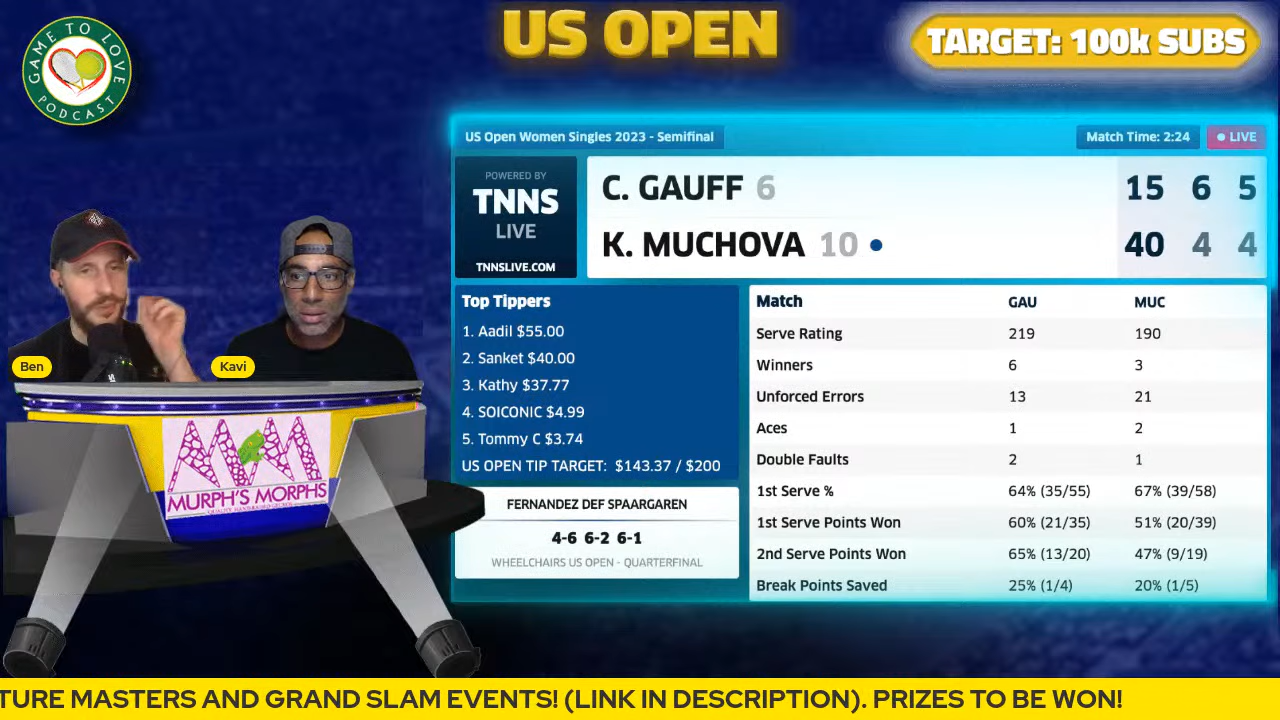 GAME TO LOVE
PODCAST
US OPEN
TARGET: 100k SUBS
US Open Women Singles 2023 - Semifinal
Match Time: 2:24
LIVE
POWERED BY
TNNS
LIVE
TNNSLIVE.COM
C. GAUFF 6 15 6 5
K. MUCHOVA 10 40 4 4
Top Tippers
1. Aadil $55.00
2. Sanket $40.00
3. Kathy $37.77
4. SOICONIC $4.99
5. Tommy C $3.74
US OPEN TIP TARGET: $143.37 / $200
FERNANDEZ DEF SPAARGAREN
4-6 6-2 6-1
WHEELCHAIRS US OPEN - QUARTERFINAL
Match GAU MUC
Serve Rating 219 190
Winners 6 3
Unforced Errors 13 21
Aces 1 2
Double Faults 2 1
1st Serve % 64% (35/55) 67% (39/58)
1st Serve Points Won 60% (21/35) 51% (20/39)
2nd Serve Points Won 65% (13/20) 47% (9/19)
Break Points Saved 25% (1/4) 20% (1/5)
Ben
Kavi
MM
MURPH'S MORPHS
TURE MASTERS AND GRAND SLAM EVENTS! (LINK IN DESCRIPTION). PRIZES TO BE WON!